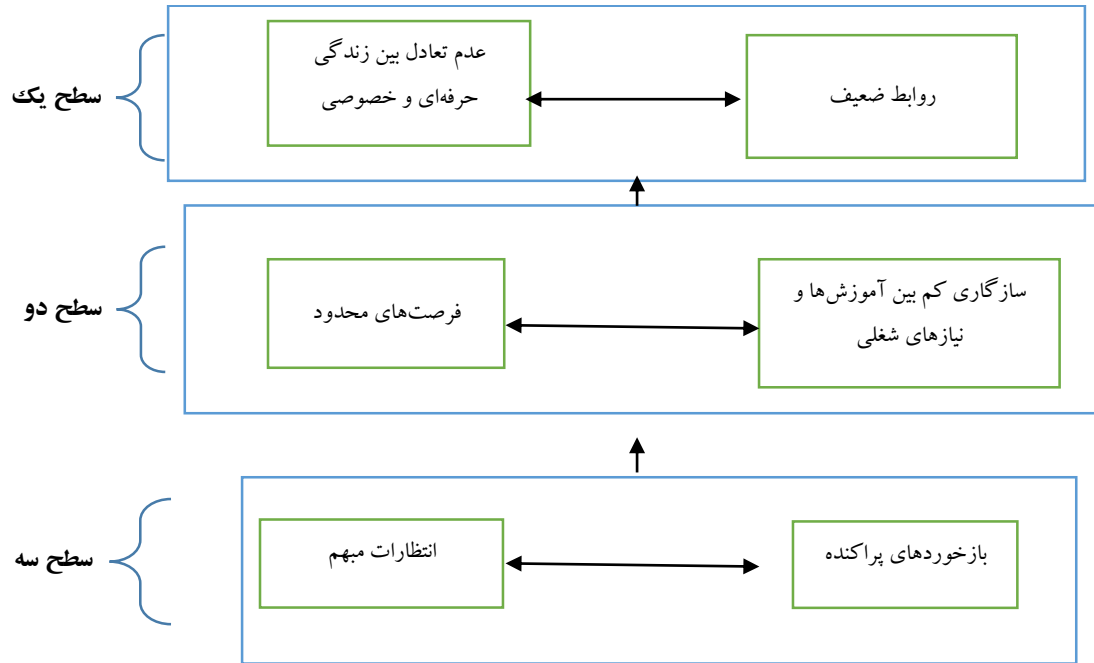 سطح یک
روابط ضعیف
عدم تعادل بین زندگی
حرفه‌ای و خصوصی
سطح دو
سازگاری کم بین آموزش‌ها و
نیازهای شغلی
فرصت‌های محدود
سطح سه
بازخوردهای پراکنده
انتظارات مبهم